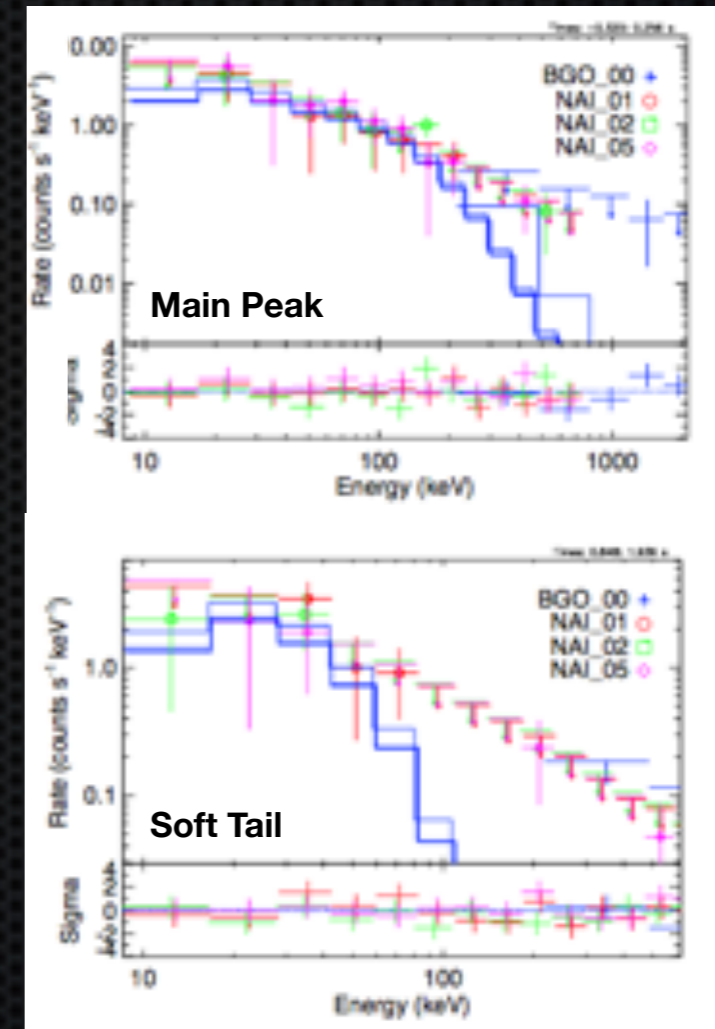 0.00
1.00
0.10
0.01
Rate (counts s⁻¹ keV⁻¹)
BGO_00
NAI_01
NAI_02
NAI_05
Main Peak
0
10
100
1000
Energy (keV)
1.0
0.1
Rate (counts s⁻¹ keV⁻¹)
BGO_00
NAI_01
NAI_02
NAI_05
Soft Tail
Sigma
0
10
100
Energy (keV)